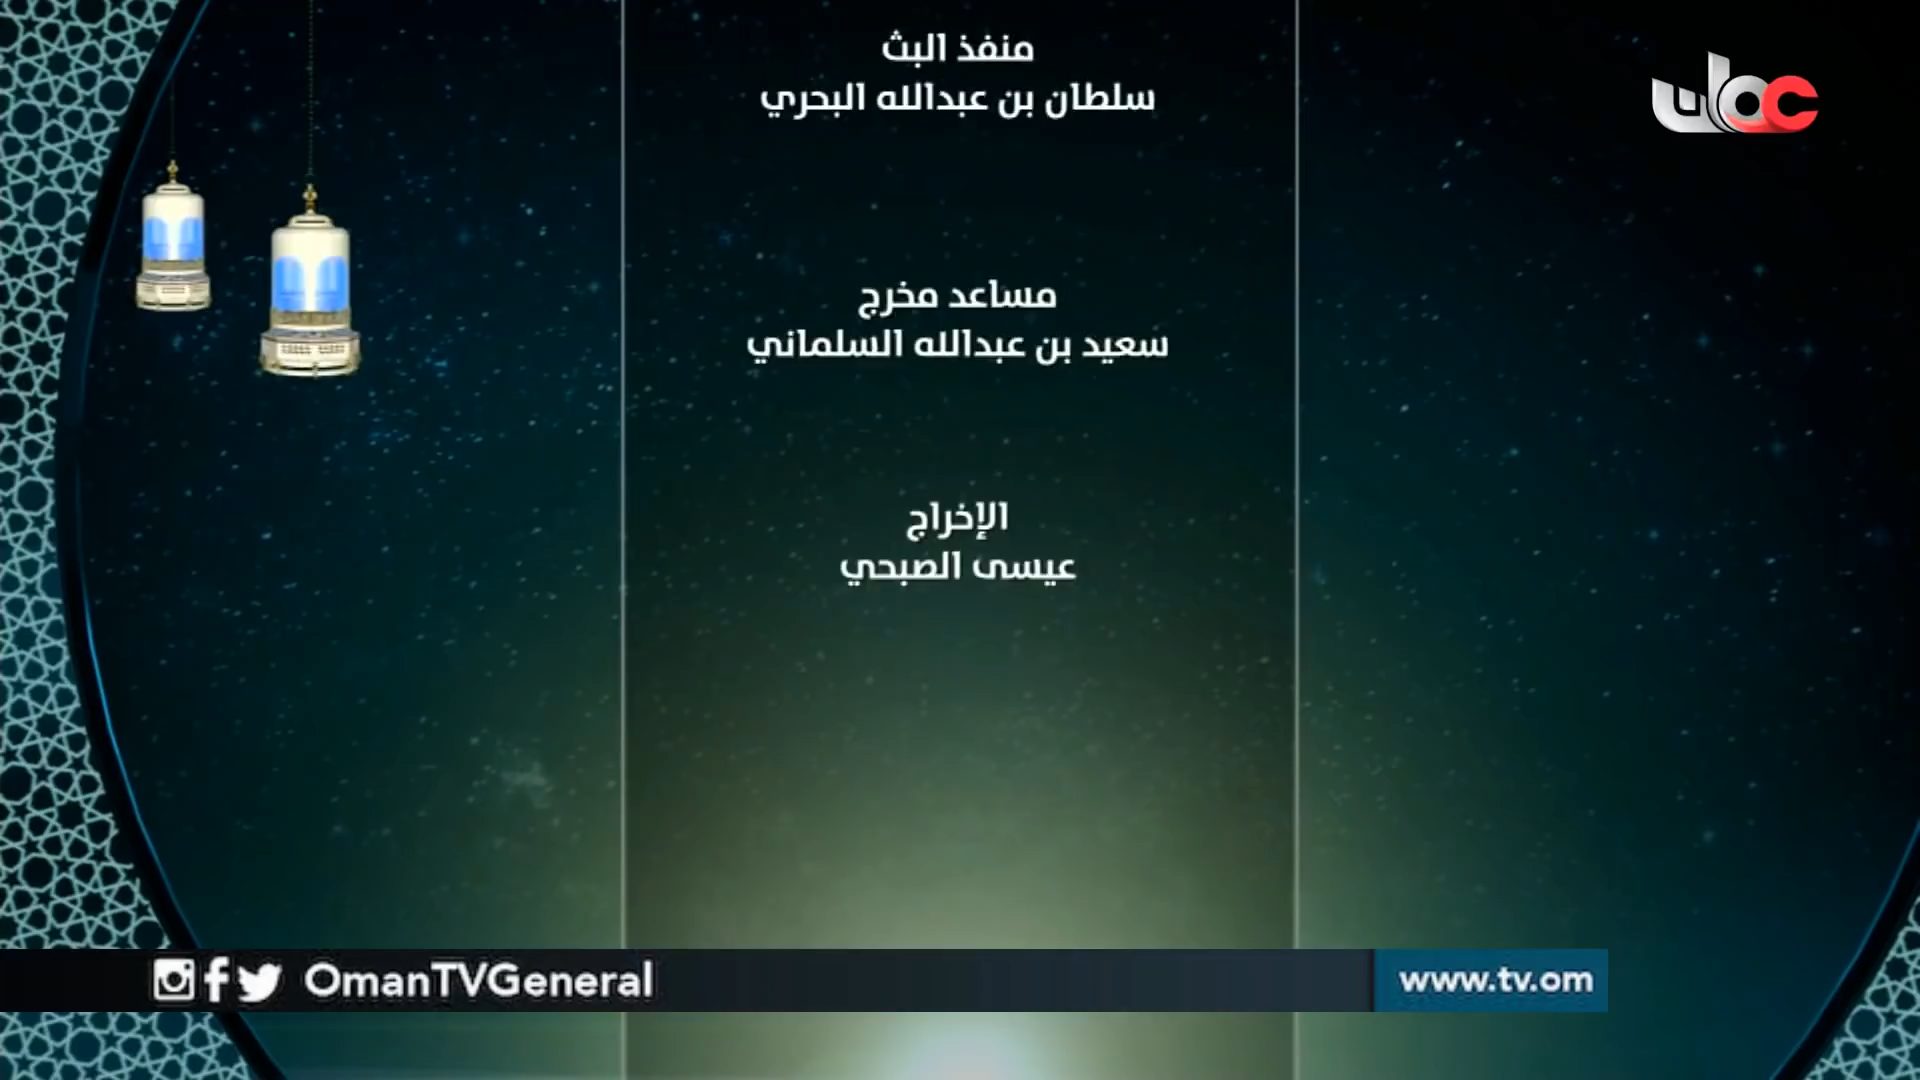 عمان
منفذ البث
سلطان بن عبدالله البحري
مساعد مخرج
سعيد بن عبدالله السلماني
الإخراج
عيسى الصبحي
OmanTVGeneral
www.tv.om